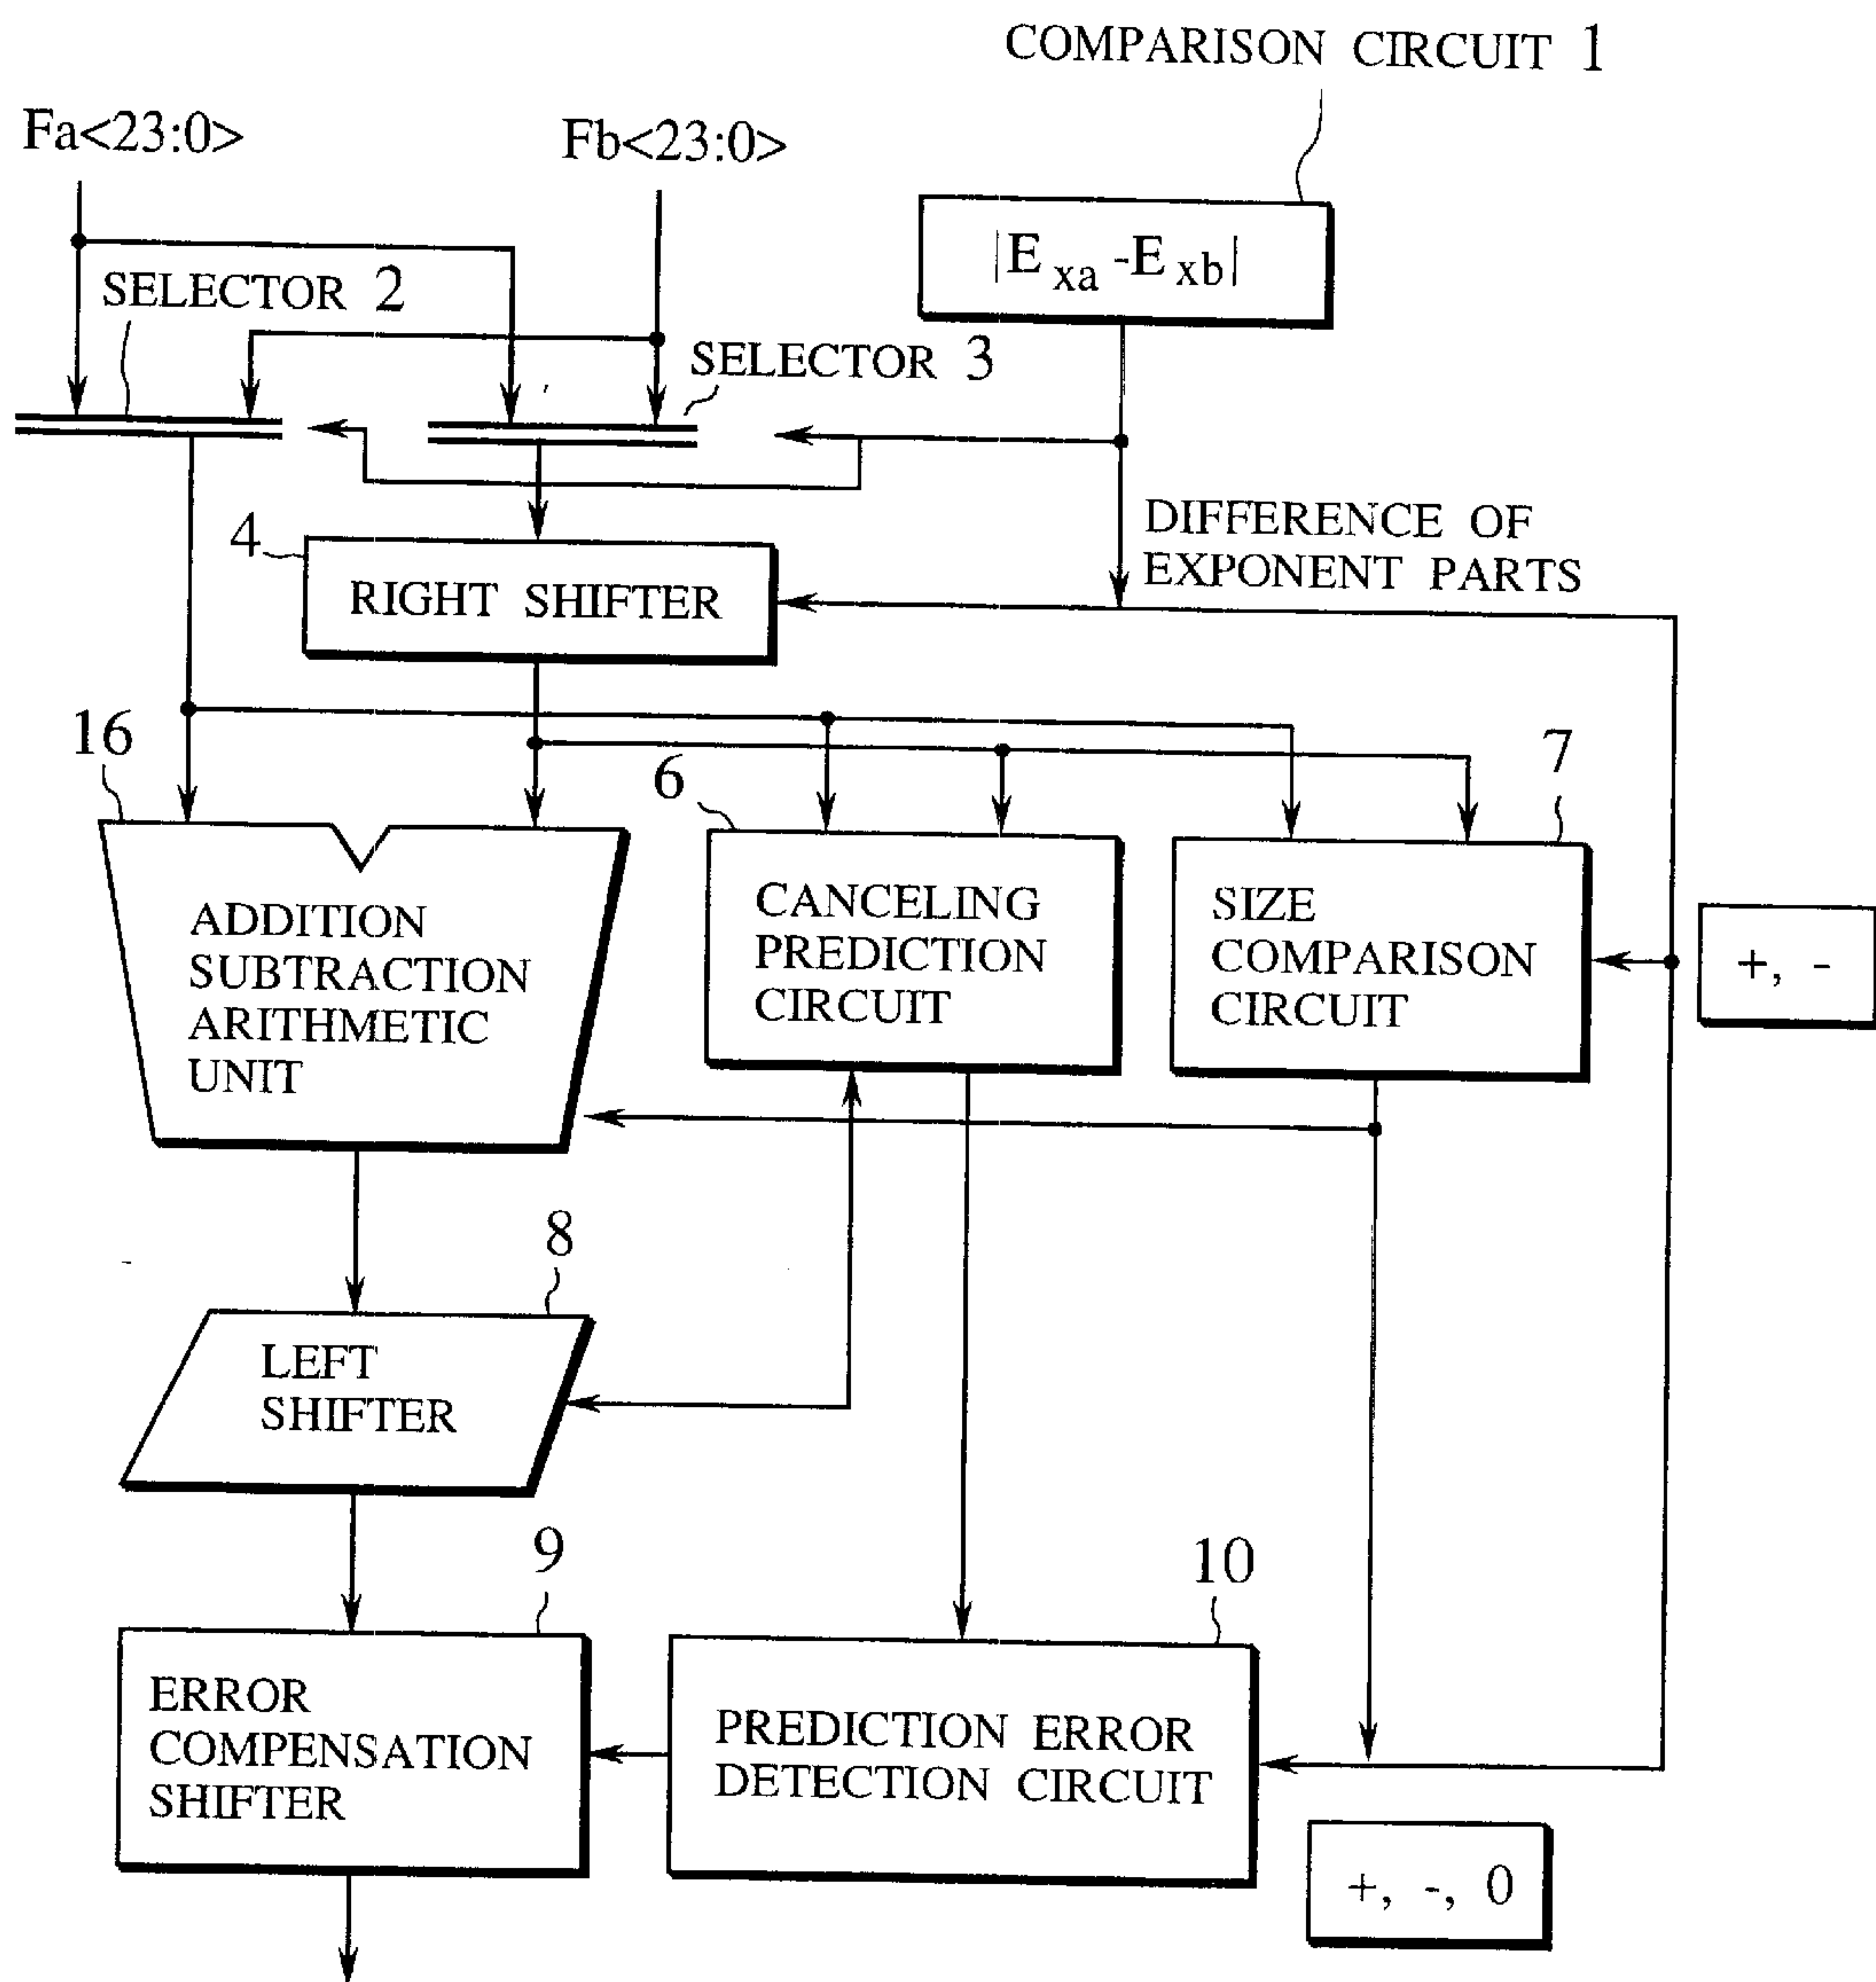 COMPARISON CIRCUIT 1
Fa<23:0>
Fb<23:0>
|E xa -E xb|
SELECTOR 2
SELECTOR 3
DIFFERENCE OF
EXPONENT PARTS
4
RIGHT SHIFTER
16
6
7
ADDITION
SUBTRACTION
ARITHMETIC
UNIT
CANCELING
PREDICTION
CIRCUIT
SIZE
COMPARISON
CIRCUIT
+, -
8
LEFT
SHIFTER
9
10
ERROR
COMPENSATION
SHIFTER
PREDICTION ERROR
DETECTION CIRCUIT
+, -, 0